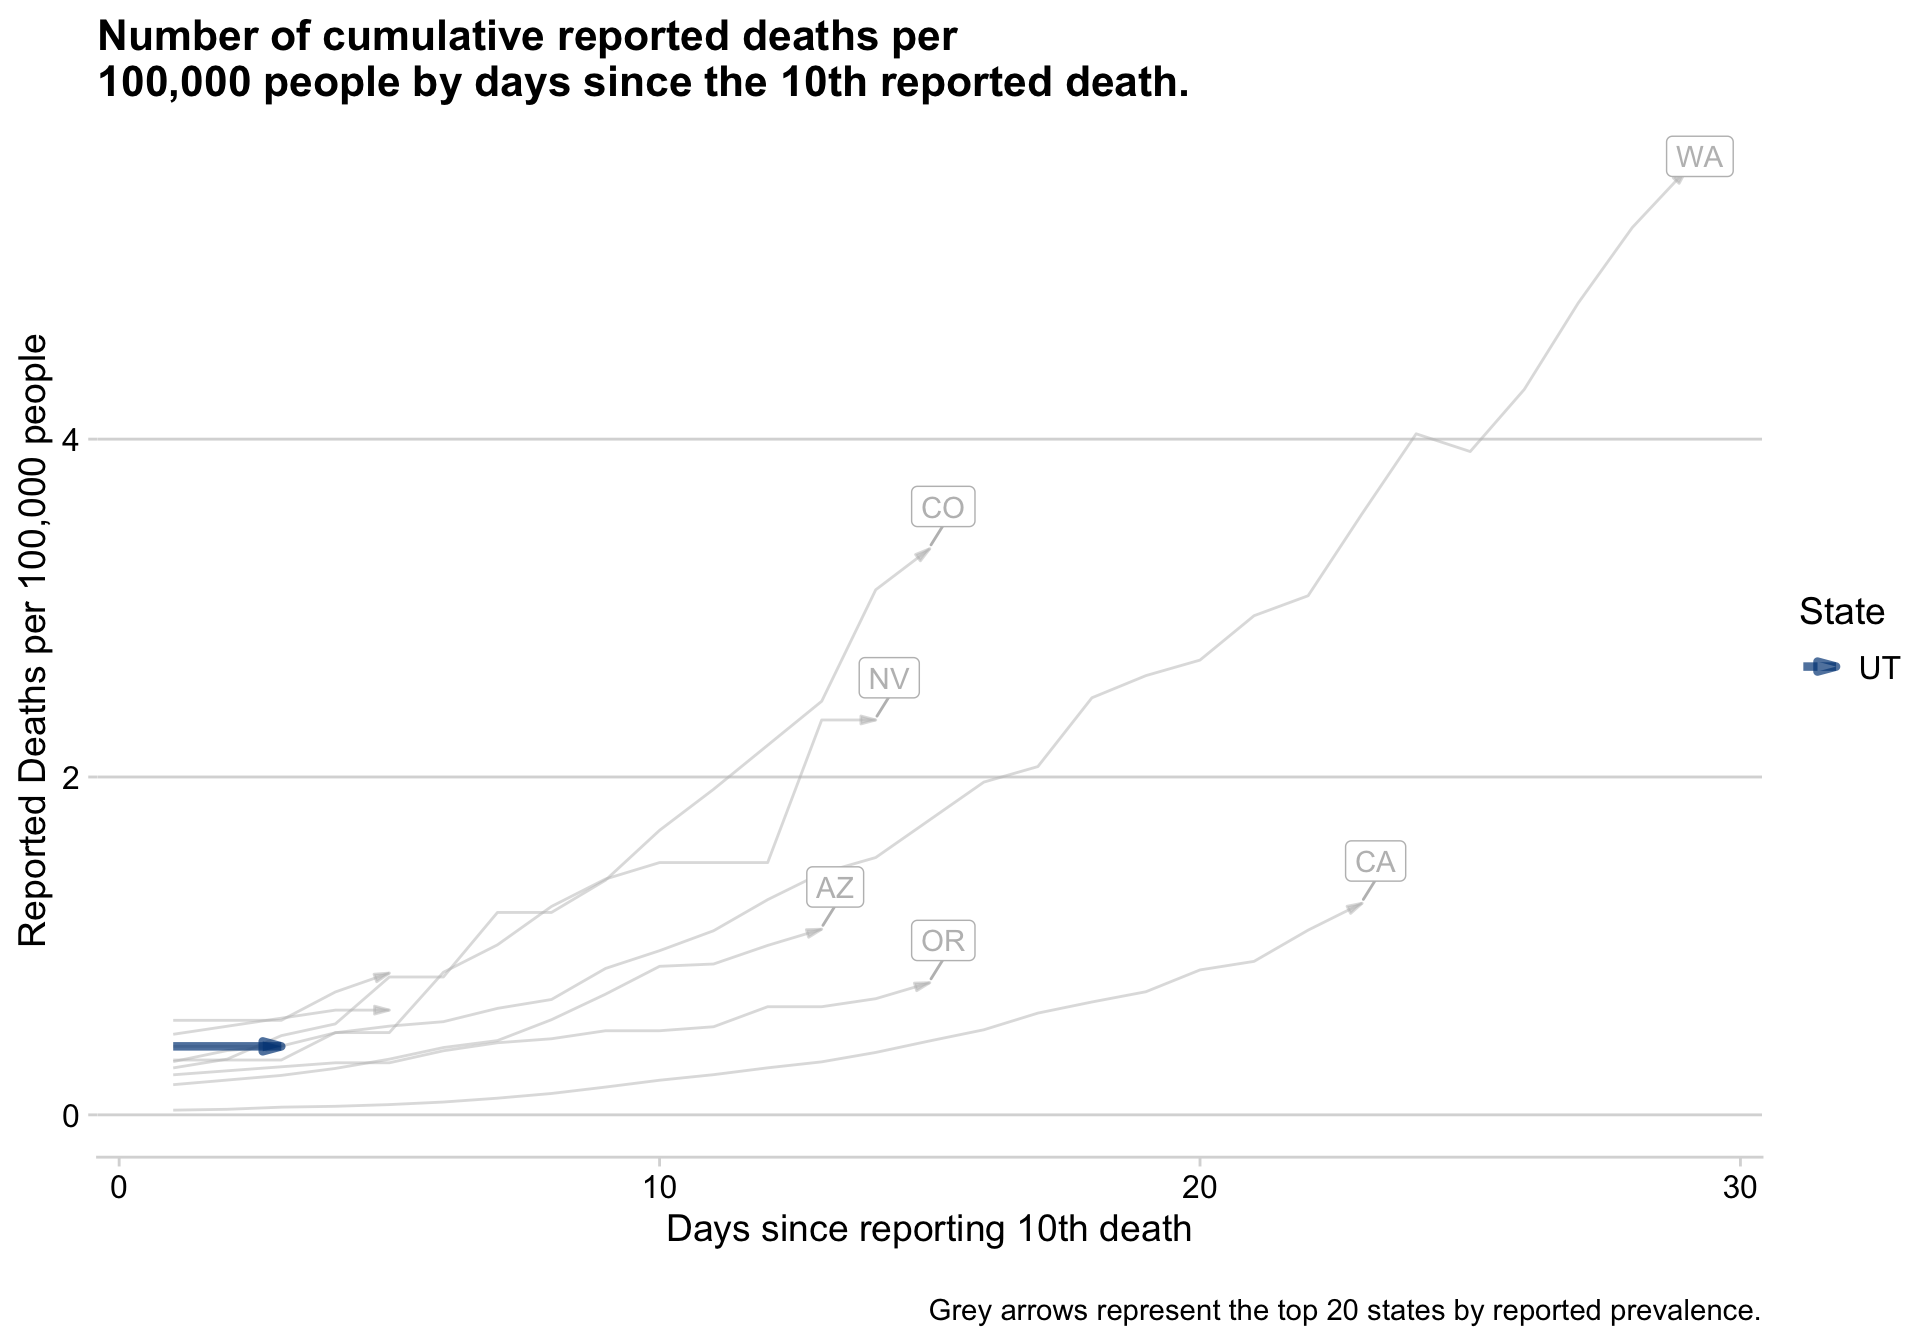 Number of cumulative reported deaths per
100,000 people by days since the 10th reported death.
WA
4
CO
NV
2
AZ
CA
OR
0
Reported Deaths per 100,000 people
State
UT
0
10
20
30
Days since reporting 10th death
Grey arrows represent the top 20 states by reported prevalence.